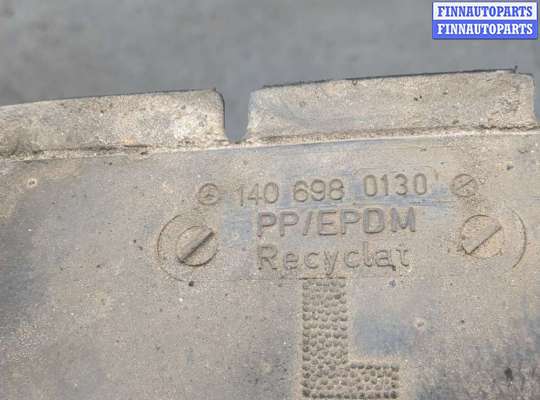 FINNAUTOPARTS
FINNAUTOPARTS
140 698 0130
PP/EPDM
Recyclat
L